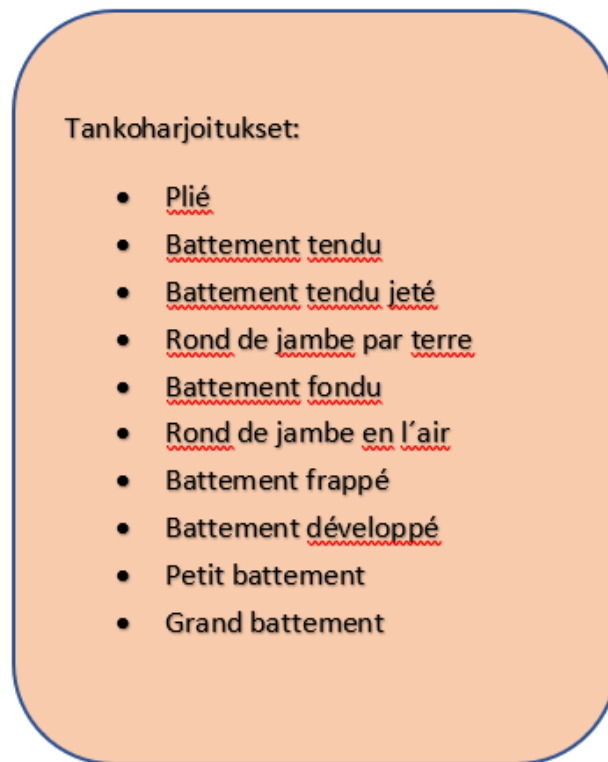 Tankoharjoitukset:
• Plié
• Battement tendu
• Battement tendu jeté
• Rond de jambe par terre
• Battement fondu
• Rond de jambe en l´air
• Battement frappé
• Battement développé
• Petit battement
• Grand battement